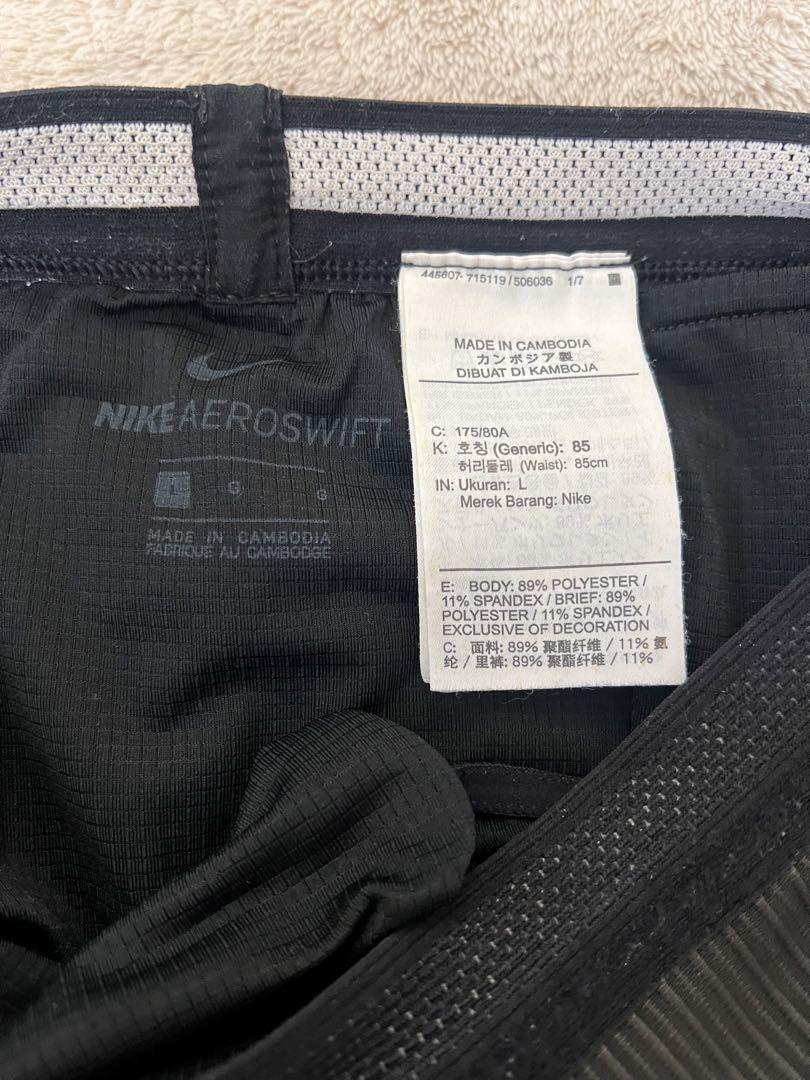 445607-715119/506036 1/7
MADE IN CAMBODIA
カンボジア製
DIBUAT DI KAMBOJA
C: 175/80A
K: 호칭 (Generic): 85
허리둘레 (Waist): 85cm
IN: Ukuran: L
Merek Barang: Nike
E: BODY: 89% POLYESTER /
11% SPANDEX / BRIEF: 89%
POLYESTER / 11% SPANDEX /
EXCLUSIVE OF DECORATION
C: 面料: 89% 聚酯纤维 / 11% 氨
纶 / 里裤: 89% 聚酯纤维 / 11%
NIKE AEROSWIFT
L G G
MADE IN CAMBODIA
FABRIQUE AU CAMBODGE